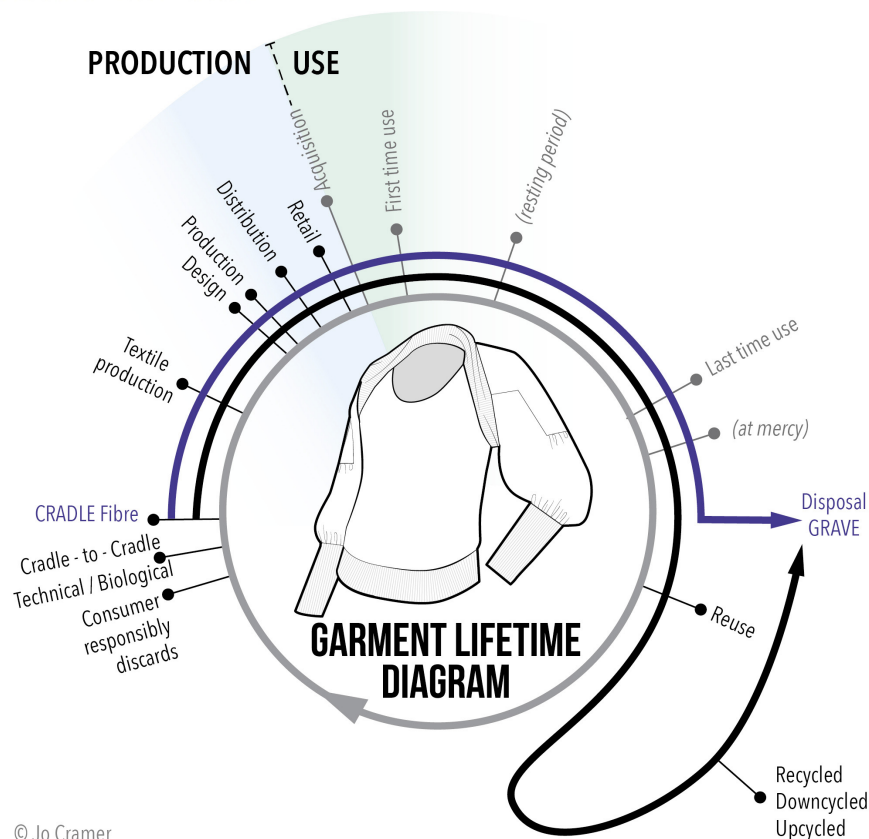 PRODUCTION
USE
Acquisition
First time use
(resting period)
Retail
Distribution
Production
Design
Textile
production
Last time use
(at mercy)
CRADLE Fibre
Disposal
GRAVE
Cradle - to - Cradle
Technical / Biological
Consumer
responsibly
discards
Reuse
GARMENT LIFETIME
DIAGRAM
Recycled
Downcycled
Upcycled
© Jo Cramer